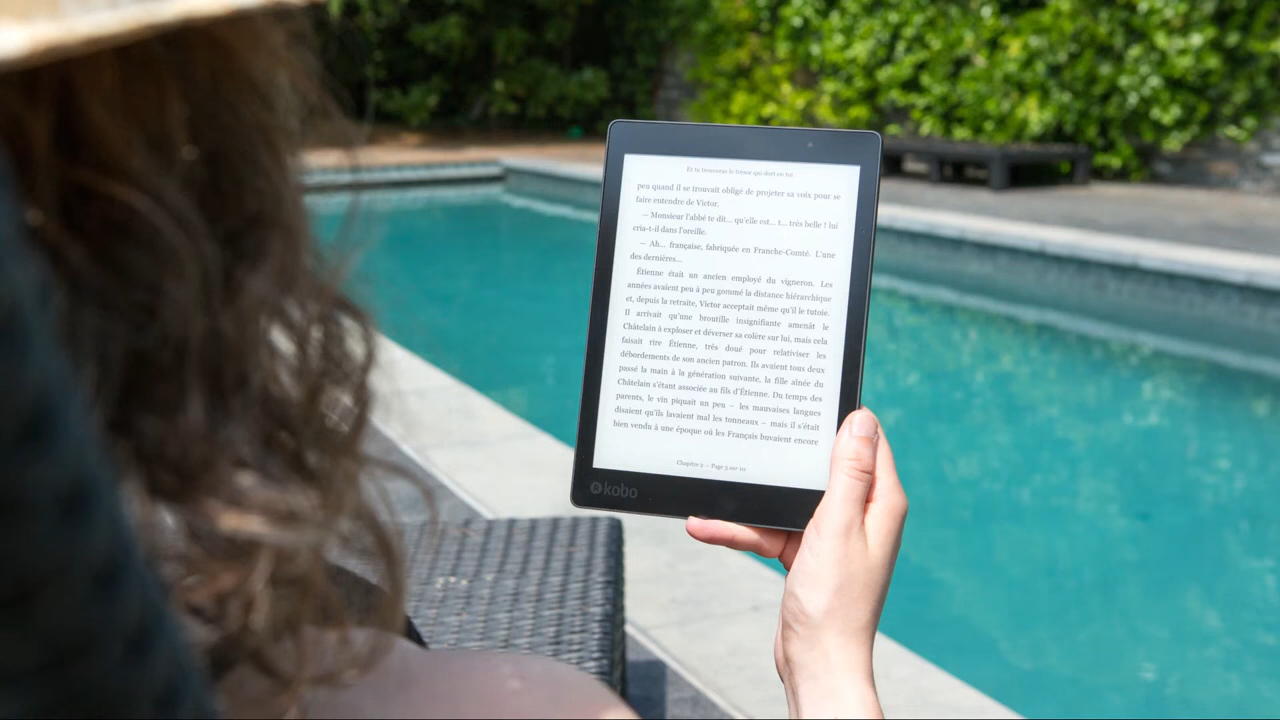 Et tu trouveras le trésor qui dort en toi
peu quand il se trouvait obligé de projeter sa voix pour se
faire entendre de Victor.
– Monsieur l'abbé te dit... qu'elle est... t... très belle ! lui
cria-t-il dans l'oreille.
– Ah... française, fabriquée en Franche-Comté. L'une
des dernières...
Étienne était un ancien employé du vigneron. Les
années avaient peu à peu gommé la distance hiérarchique
et, depuis la retraite, Victor acceptait même qu'il le tutoie.
Il arrivait qu'une broutille insignifiante amenât le
Châtelain à exploser et déverser sa colère sur lui, mais cela
faisait rire Étienne, très doué pour relativiser les
débordements de son ancien patron. Ils avaient tous deux
passé la main à la génération suivante, la fille aînée du
Châtelain s'étant associée au fils d'Étienne. Du temps des
parents, le vin piquait un peu – les mauvaises langues
disaient qu'ils lavaient mal les tonneaux – mais il s'était
bien vendu à une époque où les Français buvaient encore
Chapitre 2 – Page 3 sur 10
kobo